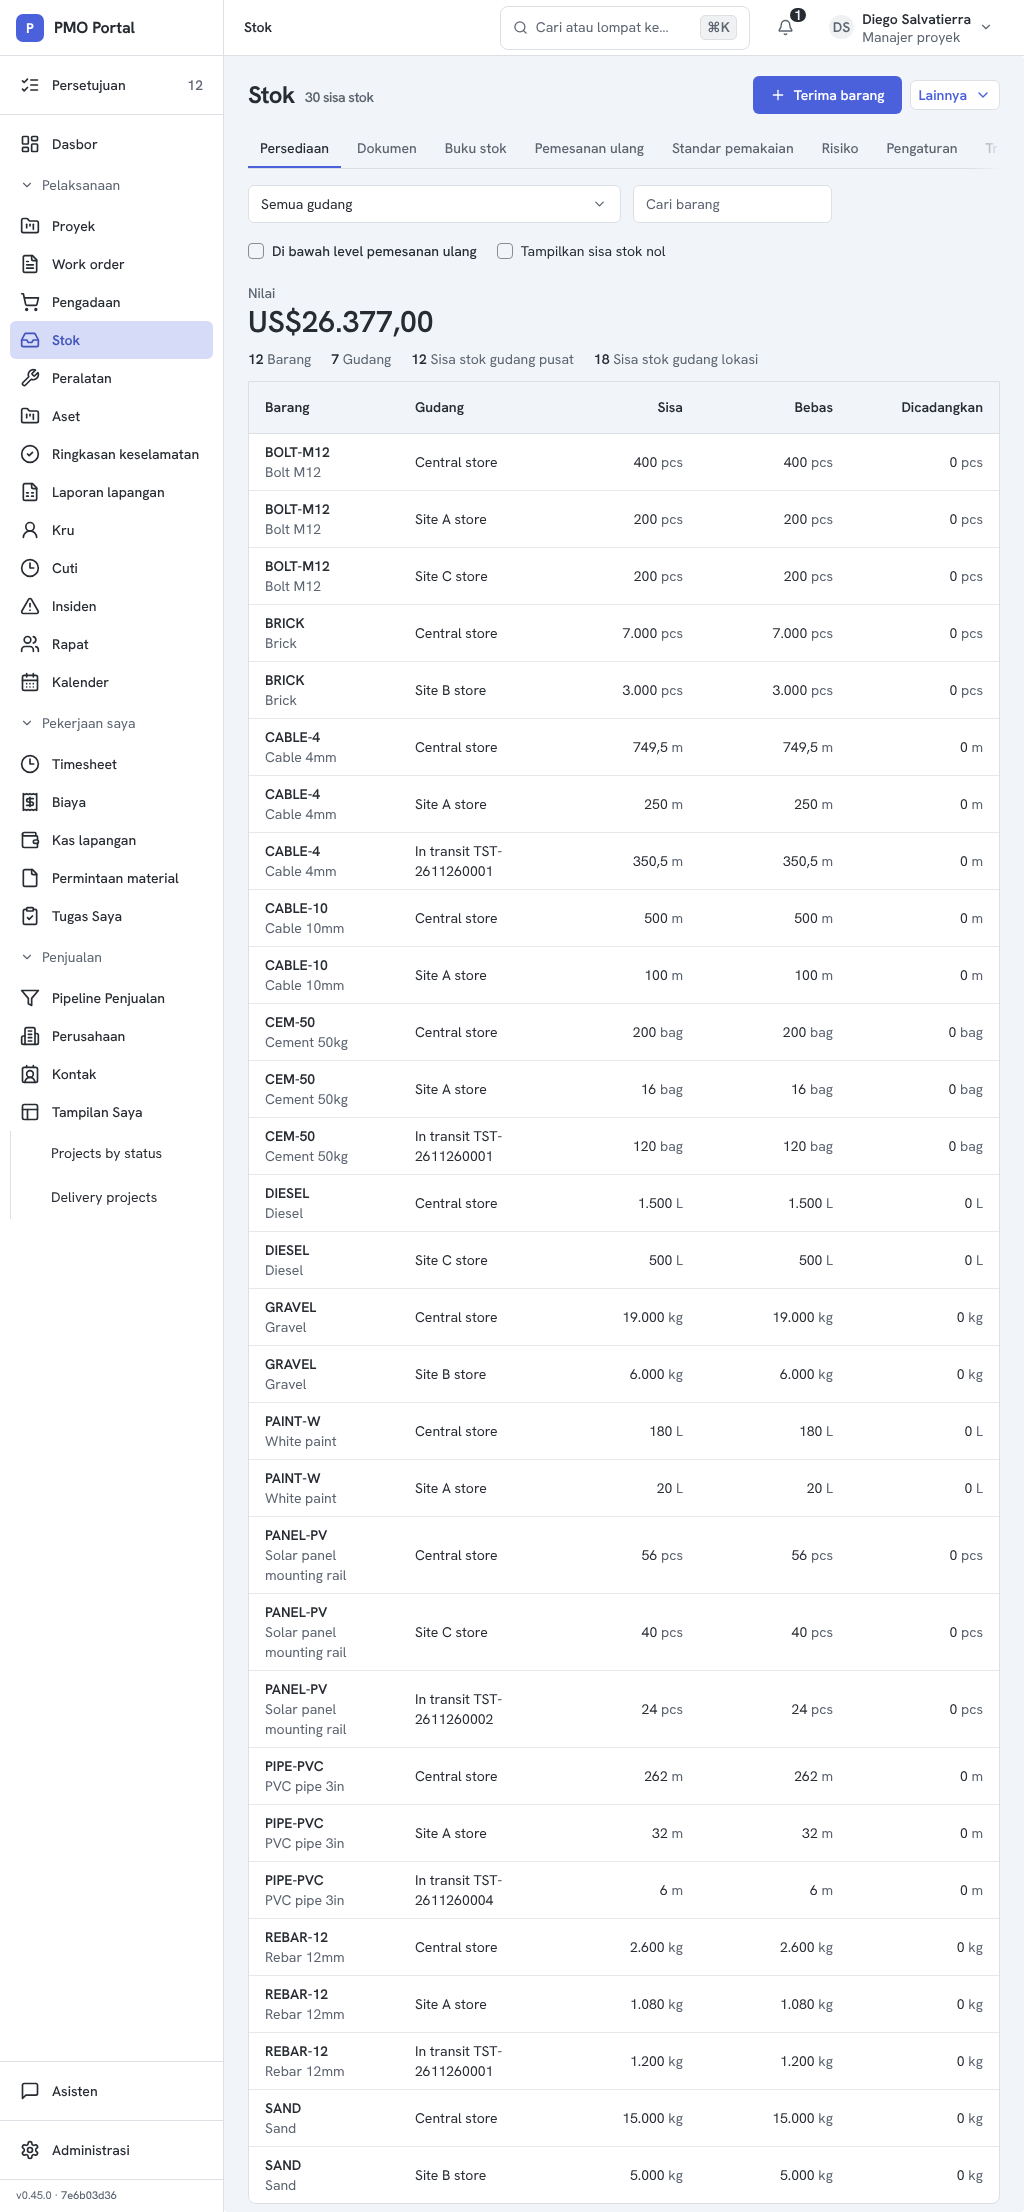 P PMO Portal
Persetujuan 12
Dasbor
Pelaksanaan
Proyek
Work order
Pengadaan
Stok
Peralatan
Aset
Ringkasan keselamatan
Laporan lapangan
Kru
Cuti
Insiden
Rapat
Kalender
Pekerjaan saya
Timesheet
Biaya
Kas lapangan
Permintaan material
Tugas Saya
Penjualan
Pipeline Penjualan
Perusahaan
Kontak
Tampilan Saya
Projects by status
Delivery projects
Asisten
Administrasi
v0.45.0 · 7e6b03d36
Stok
Cari atau lompat ke... ⌘K
1
DS
Diego Salvatierra
Manajer proyek
Stok 30 sisa stok
Terima barang
Lainnya
Persediaan Dokumen Buku stok Pemesanan ulang Standar pemakaian Risiko Pengaturan Tr
Semua gudang
Cari barang
Di bawah level pemesanan ulang
Tampilkan sisa stok nol
Nilai
US$26.377,00
12 Barang 7 Gudang 12 Sisa stok gudang pusat 18 Sisa stok gudang lokasi
Barang Gudang Sisa Bebas Dicadangkan
BOLT-M12
Bolt M12
Central store 400 pcs 400 pcs 0 pcs
BOLT-M12
Bolt M12
Site A store 200 pcs 200 pcs 0 pcs
BOLT-M12
Bolt M12
Site C store 200 pcs 200 pcs 0 pcs
BRICK
Brick
Central store 7.000 pcs 7.000 pcs 0 pcs
BRICK
Brick
Site B store 3.000 pcs 3.000 pcs 0 pcs
CABLE-4
Cable 4mm
Central store 749,5 m 749,5 m 0 m
CABLE-4
Cable 4mm
Site A store 250 m 250 m 0 m
CABLE-4
Cable 4mm
In transit TST-
2611260001
350,5 m 350,5 m 0 m
CABLE-10
Cable 10mm
Central store 500 m 500 m 0 m
CABLE-10
Cable 10mm
Site A store 100 m 100 m 0 m
CEM-50
Cement 50kg
Central store 200 bag 200 bag 0 bag
CEM-50
Cement 50kg
Site A store 16 bag 16 bag 0 bag
CEM-50
Cement 50kg
In transit TST-
2611260001
120 bag 120 bag 0 bag
DIESEL
Diesel
Central store 1.500 L 1.500 L 0 L
DIESEL
Diesel
Site C store 500 L 500 L 0 L
GRAVEL
Gravel
Central store 19.000 kg 19.000 kg 0 kg
GRAVEL
Gravel
Site B store 6.000 kg 6.000 kg 0 kg
PAINT-W
White paint
Central store 180 L 180 L 0 L
PAINT-W
White paint
Site A store 20 L 20 L 0 L
PANEL-PV
Solar panel
mounting rail
Central store 56 pcs 56 pcs 0 pcs
PANEL-PV
Solar panel
mounting rail
Site C store 40 pcs 40 pcs 0 pcs
PANEL-PV
Solar panel
mounting rail
In transit TST-
2611260002
24 pcs 24 pcs 0 pcs
PIPE-PVC
PVC pipe 3in
Central store 262 m 262 m 0 m
PIPE-PVC
PVC pipe 3in
Site A store 32 m 32 m 0 m
PIPE-PVC
PVC pipe 3in
In transit TST-
2611260004
6 m 6 m 0 m
REBAR-12
Rebar 12mm
Central store 2.600 kg 2.600 kg 0 kg
REBAR-12
Rebar 12mm
Site A store 1.080 kg 1.080 kg 0 kg
REBAR-12
Rebar 12mm
In transit TST-
2611260001
1.200 kg 1.200 kg 0 kg
SAND
Sand
Central store 15.000 kg 15.000 kg 0 kg
SAND
Sand
Site B store 5.000 kg 5.000 kg 0 kg